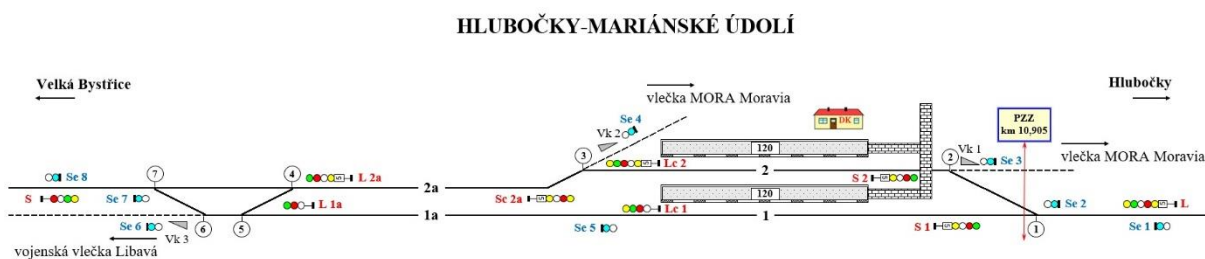 HLUBOČKY-MARIÁNSKÉ ÚDOLÍ
Velká Bystřice
Hlubočky
vlečka MORA Moravia
PZZ
km 10,905
DK
Se 4
Vk 2
120
Vk 1
Se 3
vlečka MORA Moravia
3
Lc 2
2
Se 8
7
4
L 2a
2
S 2
S
Se 7
2a
Sc 2a
120
L 1a
1a
Lc 1
1
Se 2
L
Se 6
Vk 3
6
5
Se 5
S 1
1
Se 1
vojenská vlečka Libavá